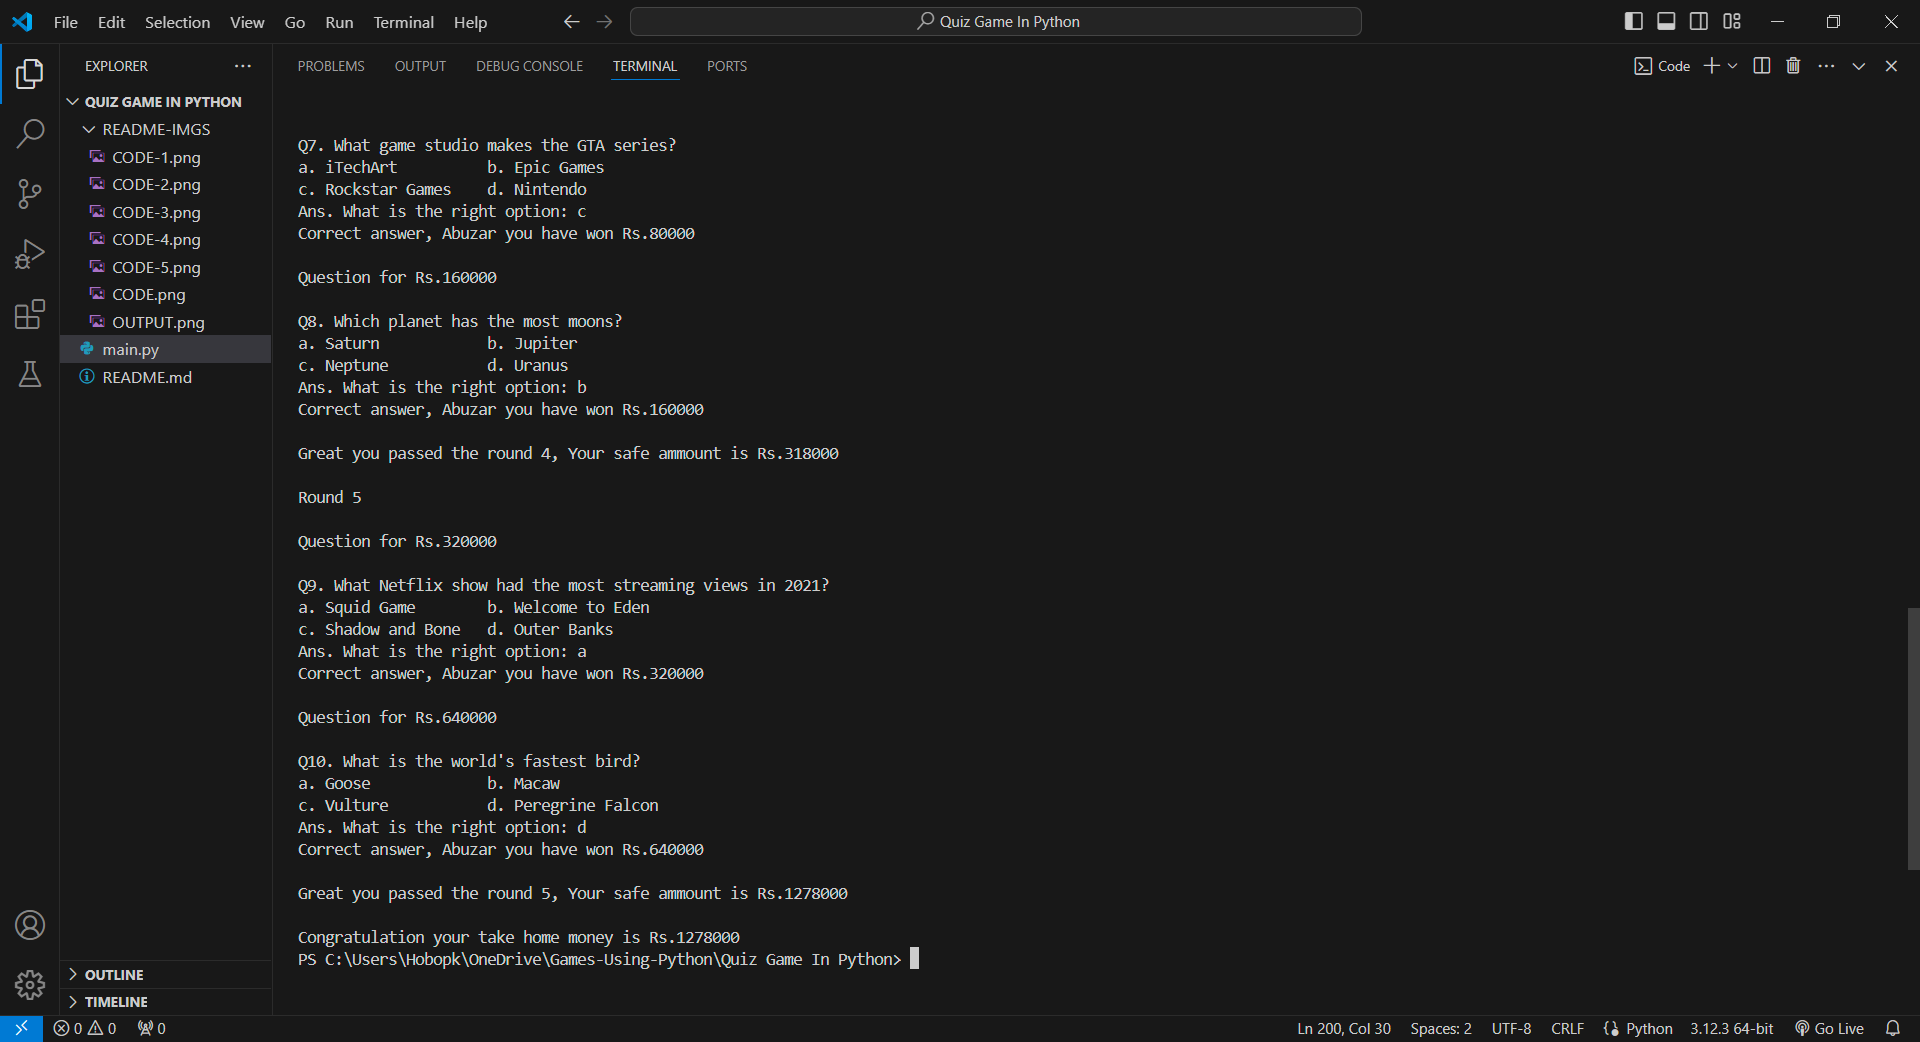 File Edit Selection View Go Run Terminal Help
Quiz Game In Python
EXPLORER
QUIZ GAME IN PYTHON
README-IMGS
CODE-1.png
CODE-2.png
CODE-3.png
CODE-4.png
CODE-5.png
CODE.png
OUTPUT.png
main.py
README.md
OUTLINE
TIMELINE
PROBLEMS OUTPUT DEBUG CONSOLE TERMINAL PORTS
Code
Q7. What game studio makes the GTA series?
a. iTechArt b. Epic Games
c. Rockstar Games d. Nintendo
Ans. What is the right option: c
Correct answer, Abuzar you have won Rs.80000
Question for Rs.160000
Q8. Which planet has the most moons?
a. Saturn b. Jupiter
c. Neptune d. Uranus
Ans. What is the right option: b
Correct answer, Abuzar you have won Rs.160000
Great you passed the round 4, Your safe ammount is Rs.318000
Round 5
Question for Rs.320000
Q9. What Netflix show had the most streaming views in 2021?
a. Squid Game b. Welcome to Eden
c. Shadow and Bone d. Outer Banks
Ans. What is the right option: a
Correct answer, Abuzar you have won Rs.320000
Question for Rs.640000
Q10. What is the world's fastest bird?
a. Goose b. Macaw
c. Vulture d. Peregrine Falcon
Ans. What is the right option: d
Correct answer, Abuzar you have won Rs.640000
Great you passed the round 5, Your safe ammount is Rs.1278000
Congratulation your take home money is Rs.1278000
PS C:\Users\Hobopk\OneDrive\Games-Using-Python\Quiz Game In Python>
0 0 0 Ln 200, Col 30 Spaces: 2 UTF-8 CRLF Python 3.12.3 64-bit Go Live